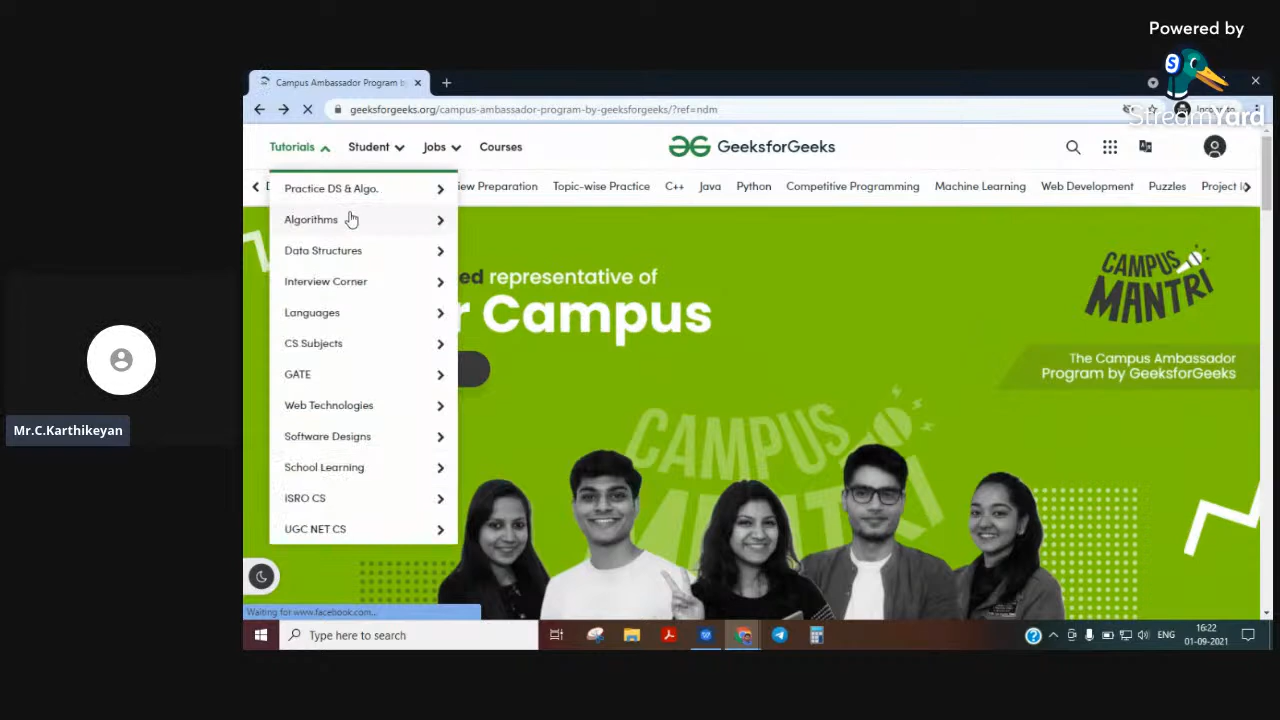 Powered by
S
StreamYard
Campus Ambassador Program b
geeksforgeeks.org/campus-ambassador-program-by-geeksforgeeks/?ref=ndm
Tutorials
Student
Jobs
Courses
GeeksforGeeks
Practice DS & Algo.
Algorithms
Data Structures
Interview Corner
Languages
CS Subjects
GATE
Web Technologies
Software Designs
School Learning
ISRO CS
UGC NET CS
ew Preparation
Topic-wise Practice
C++
Java
Python
Competitive Programming
Machine Learning
Web Development
Puzzles
Project
ed representative of
r Campus
CAMPUS
MANTRI
The Campus Ambassador
Program by GeeksforGeeks
CAMPUS
Mr.C.Karthikeyan
Waiting for www.facebook.com...
Type here to search
ENG
16:22
01-09-2021